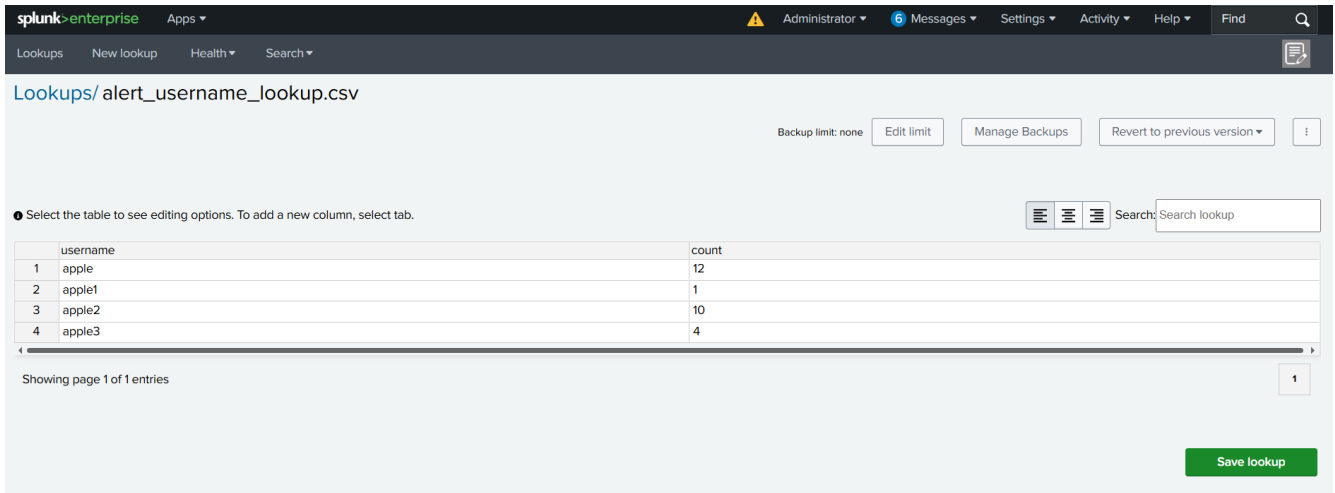 splunk>enterprise Apps ▾ Administrator ▾ 6 Messages ▾ Settings ▾ Activity ▾ Help ▾ Find
Lookups New lookup Health ▾ Search ▾
Lookups/ alert_username_lookup.csv
Backup limit: none Edit limit Manage Backups Revert to previous version ▾
Select the table to see editing options. To add a new column, select tab. Search: Search lookup
username count
1 apple 12
2 apple1 1
3 apple2 10
4 apple3 4
Showing page 1 of 1 entries 1
Save lookup